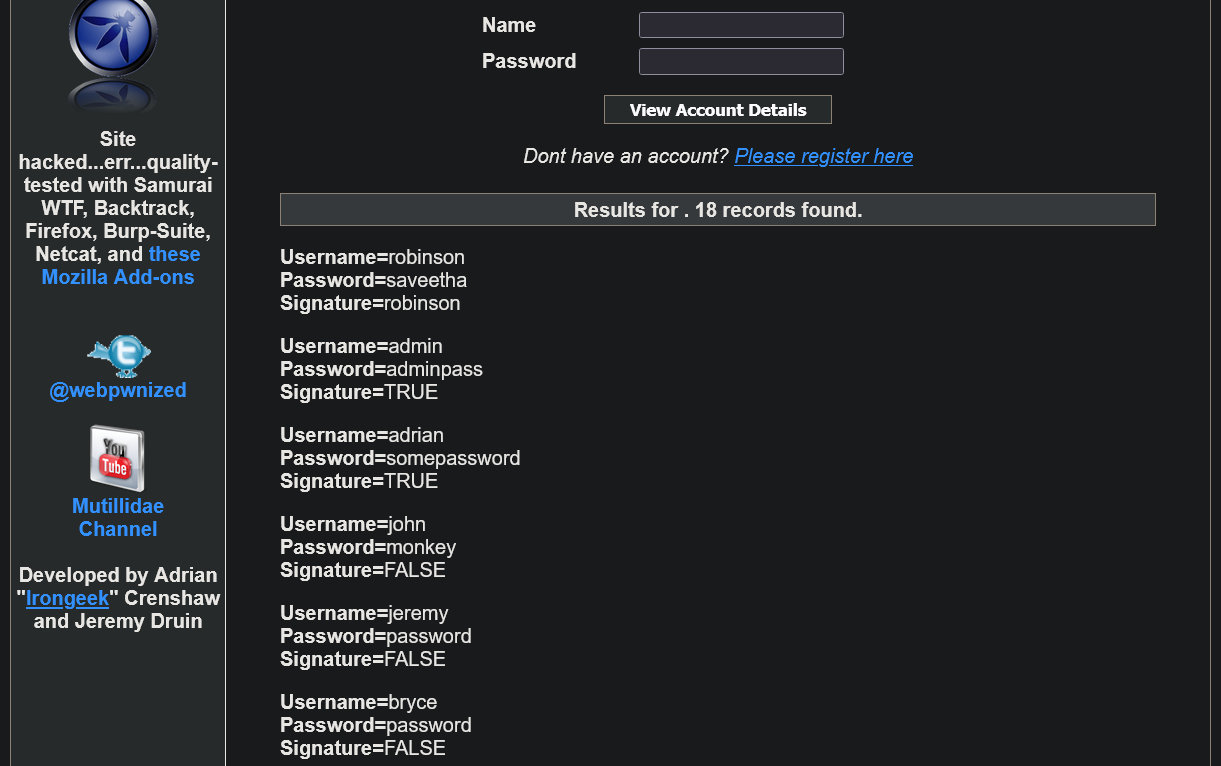 Site
hacked...err...quality-
tested with Samurai
WTF, Backtrack,
Firefox, Burp-Suite,
Netcat, and these
Mozilla Add-ons
@webpwnized
You
Tube
Mutillidae
Channel
Developed by Adrian
"Irongeek" Crenshaw
and Jeremy Druin
Name
Password
View Account Details
Dont have an account? Please register here
Results for . 18 records found.
Username=robinson
Password=saveetha
Signature=robinson
Username=admin
Password=adminpass
Signature=TRUE
Username=adrian
Password=somepassword
Signature=TRUE
Username=john
Password=monkey
Signature=FALSE
Username=jeremy
Password=password
Signature=FALSE
Username=bryce
Password=password
Signature=FALSE